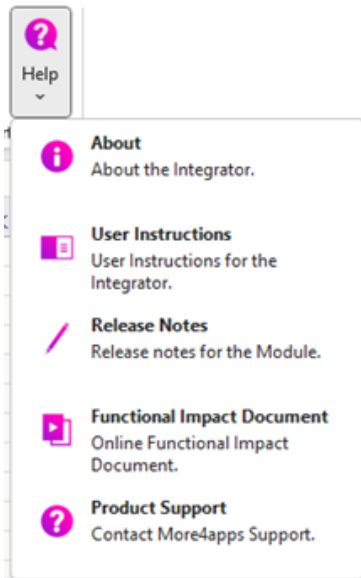 Help
About
About the Integrator.
User Instructions
User Instructions for the
Integrator.
Release Notes
Release notes for the Module.
Functional Impact Document
Online Functional Impact
Document.
Product Support
Contact More4apps Support.